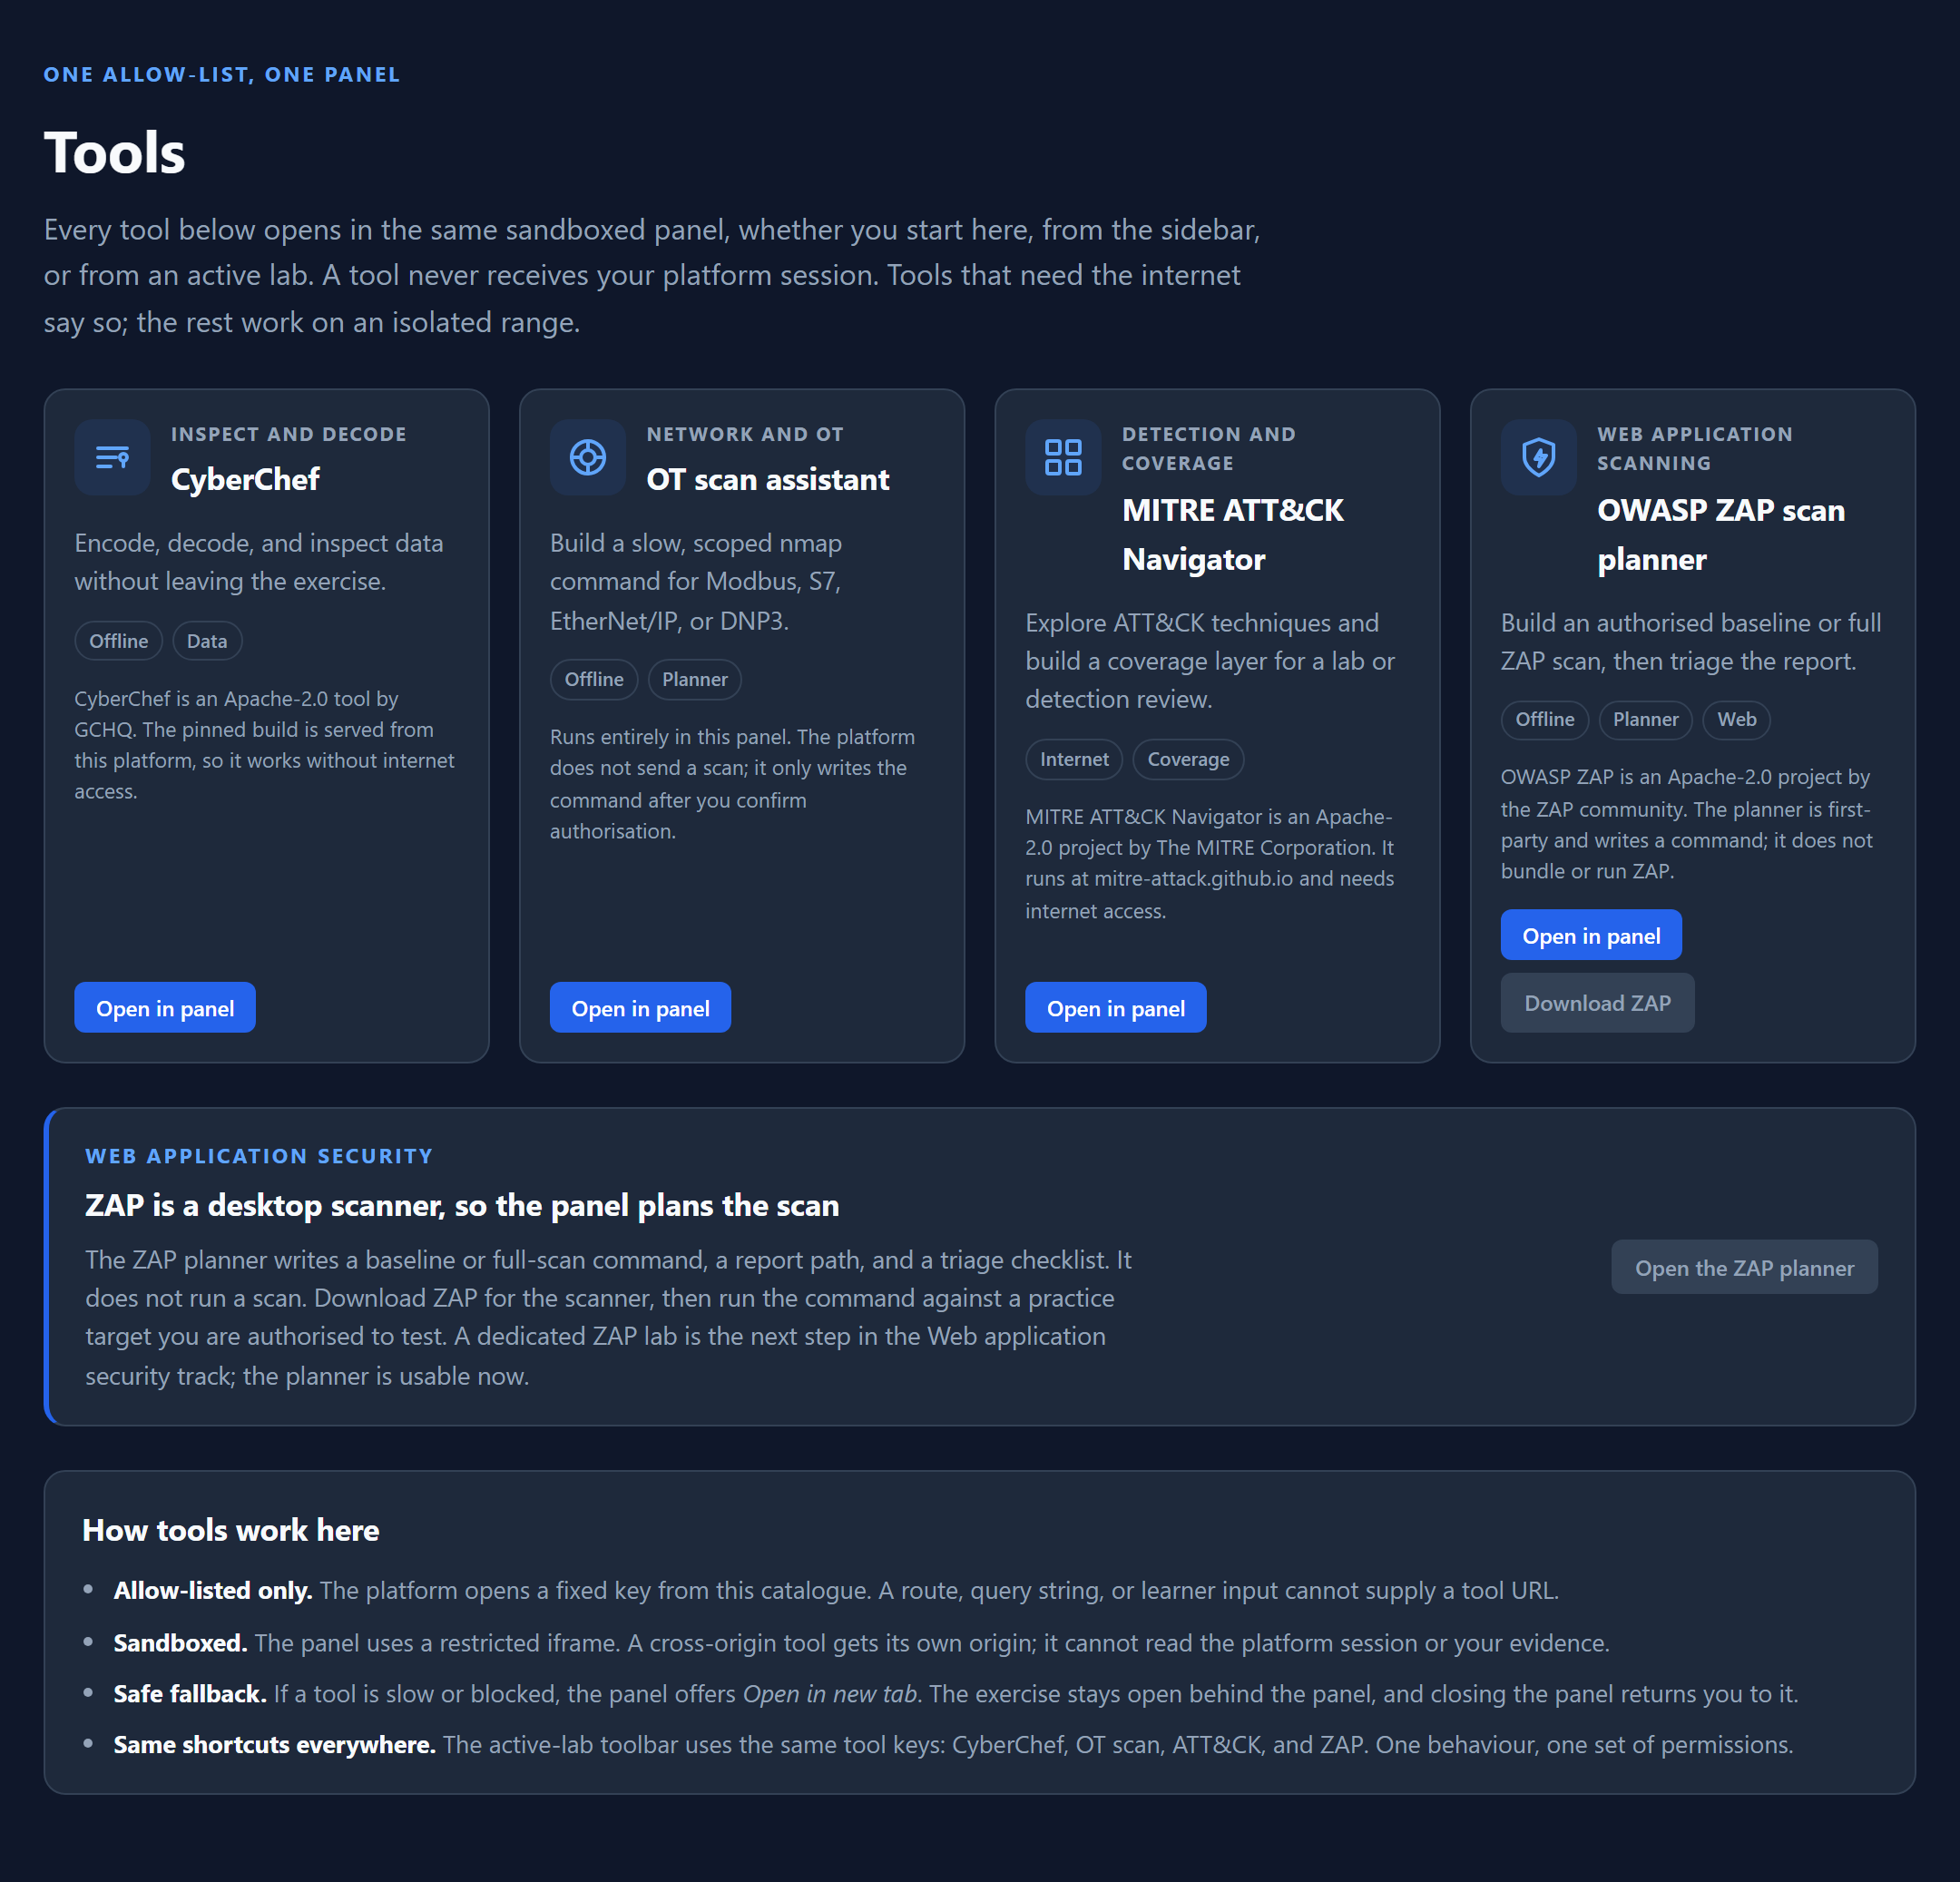 ONE ALLOW-LIST, ONE PANEL
Tools
Every tool below opens in the same sandboxed panel, whether you start here, from the sidebar,
or from an active lab. A tool never receives your platform session. Tools that need the internet
say so; the rest work on an isolated range.
INSPECT AND DECODE
CyberChef
Encode, decode, and inspect data
without leaving the exercise.
Offline
Data
CyberChef is an Apache-2.0 tool by
GCHQ. The pinned build is served from
this platform, so it works without internet
access.
Open in panel
NETWORK AND OT
OT scan assistant
Build a slow, scoped nmap
command for Modbus, S7,
EtherNet/IP, or DNP3.
Offline
Planner
Runs entirely in this panel. The platform
does not send a scan; it only writes the
command after you confirm
authorisation.
Open in panel
DETECTION AND
COVERAGE
MITRE ATT&CK
Navigator
Explore ATT&CK techniques and
build a coverage layer for a lab or
detection review.
Internet
Coverage
MITRE ATT&CK Navigator is an Apache-
2.0 project by The MITRE Corporation. It
runs at mitre-attack.github.io and needs
internet access.
Open in panel
WEB APPLICATION
SCANNING
OWASP ZAP scan
planner
Build an authorised baseline or full
ZAP scan, then triage the report.
Offline
Planner
Web
OWASP ZAP is an Apache-2.0 project by
the ZAP community. The planner is first-
party and writes a command; it does not
bundle or run ZAP.
Open in panel
Download ZAP
WEB APPLICATION SECURITY
ZAP is a desktop scanner, so the panel plans the scan
The ZAP planner writes a baseline or full-scan command, a report path, and a triage checklist. It
does not run a scan. Download ZAP for the scanner, then run the command against a practice
target you are authorised to test. A dedicated ZAP lab is the next step in the Web application
security track; the planner is usable now.
Open the ZAP planner
How tools work here
• Allow-listed only. The platform opens a fixed key from this catalogue. A route, query string, or learner input cannot supply a tool URL.
• Sandboxed. The panel uses a restricted iframe. A cross-origin tool gets its own origin; it cannot read the platform session or your evidence.
• Safe fallback. If a tool is slow or blocked, the panel offers Open in new tab. The exercise stays open behind the panel, and closing the panel returns you to it.
• Same shortcuts everywhere. The active-lab toolbar uses the same tool keys: CyberChef, OT scan, ATT&CK, and ZAP. One behaviour, one set of permissions.